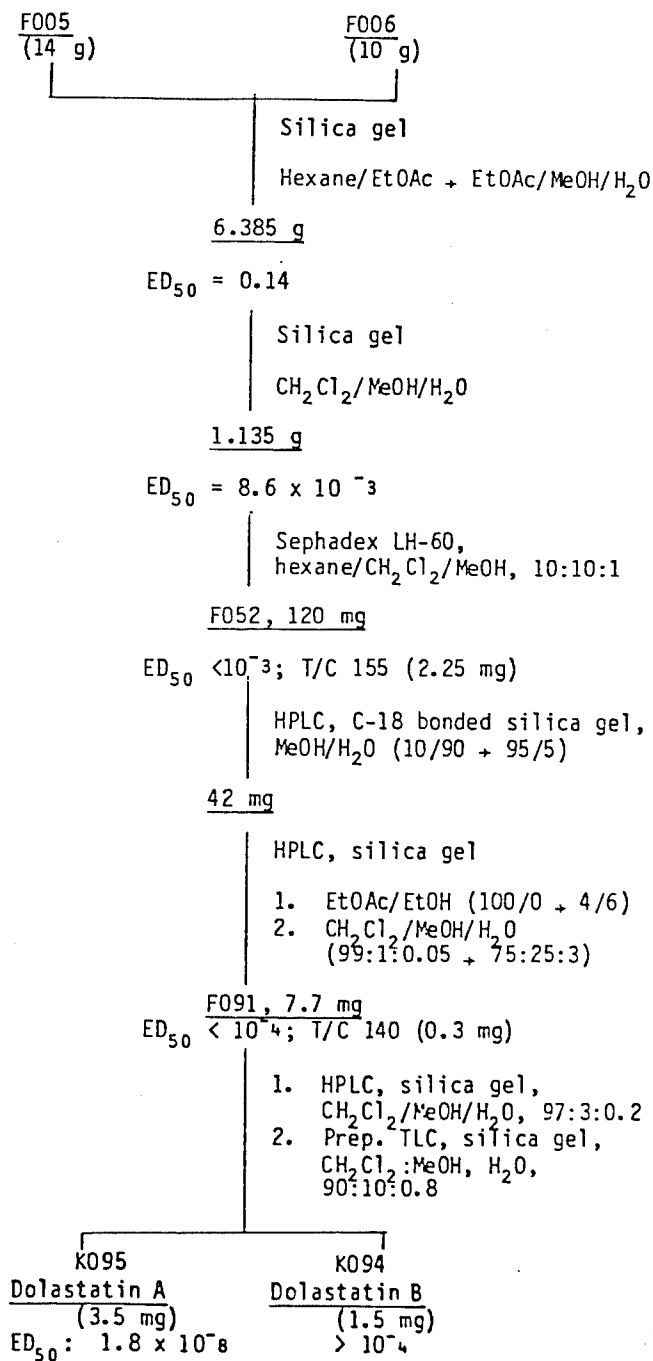 F005 F006
(14 g) (10 g)
Silica gel
Hexane/EtOAc + EtOAc/MeOH/H2O
6.385 g
ED50 = 0.14
Silica gel
CH2Cl2/MeOH/H2O
1.135 g
ED50 = 8.6 x 10 -3
Sephadex LH-60,
hexane/CH2Cl2/MeOH, 10:10:1
F052, 120 mg
ED50 <10-3; T/C 155 (2.25 mg)
HPLC, C-18 bonded silica gel,
MeOH/H2O (10/90 + 95/5)
42 mg
HPLC, silica gel
1. EtOAc/EtOH (100/0 + 4/6)
2. CH2Cl2/MeOH/H2O
(99:1:0.05 + 75:25:3)
F091, 7.7 mg
ED50 < 10-4; T/C 140 (0.3 mg)
1. HPLC, silica gel,
CH2Cl2/MeOH/H2O, 97:3:0.2
2. Prep. TLC, silica gel,
CH2Cl2:MeOH, H2O,
90:10:0.8
K095 K094
Dolastatin A Dolastatin B
(3.5 mg) (1.5 mg)
ED50: 1.8 x 10-8 > 10-4